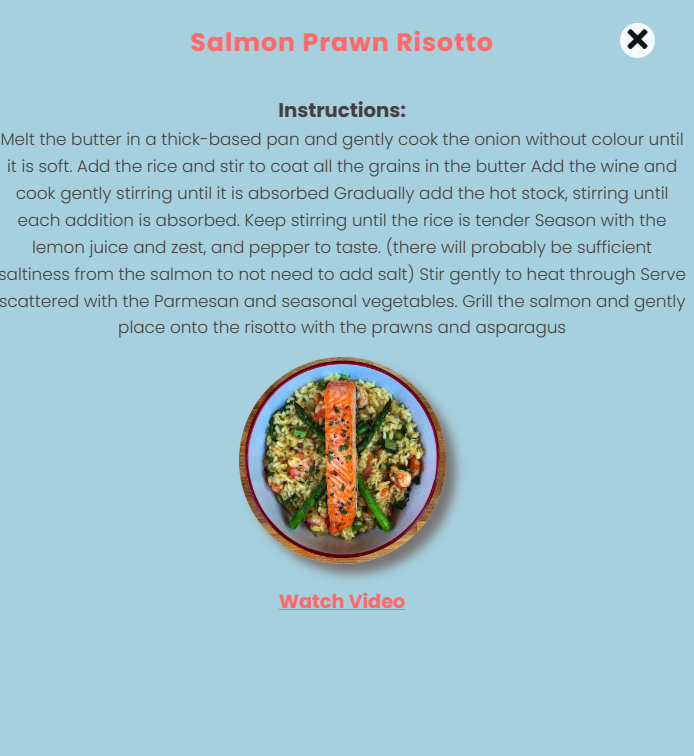 Salmon Prawn Risotto
Instructions:
Melt the butter in a thick-based pan and gently cook the onion without colour until
it is soft. Add the rice and stir to coat all the grains in the butter Add the wine and
cook gently stirring until it is absorbed Gradually add the hot stock, stirring until
each addition is absorbed. Keep stirring until the rice is tender Season with the
lemon juice and zest, and pepper to taste. (there will probably be sufficient
saltiness from the salmon to not need to add salt) Stir gently to heat through Serve
scattered with the Parmesan and seasonal vegetables. Grill the salmon and gently
place onto the risotto with the prawns and asparagus
Watch Video